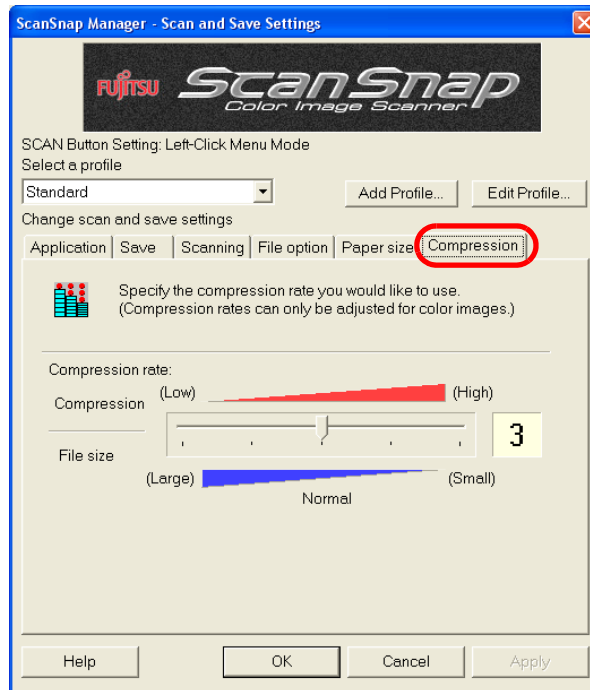 ScanSnap Manager - Scan and Save Settings
FUJITSU ScanSnap
Color Image Scanner
SCAN Button Setting: Left-Click Menu Mode
Select a profile
Standard Add Profile... Edit Profile...
Change scan and save settings
Application Save Scanning File option Paper size Compression
Specify the compression rate you would like to use.
(Compression rates can only be adjusted for color images.)
Compression rate:
(Low) (High)
Compression
3
File size
(Large) (Small)
Normal
Help OK Cancel Apply